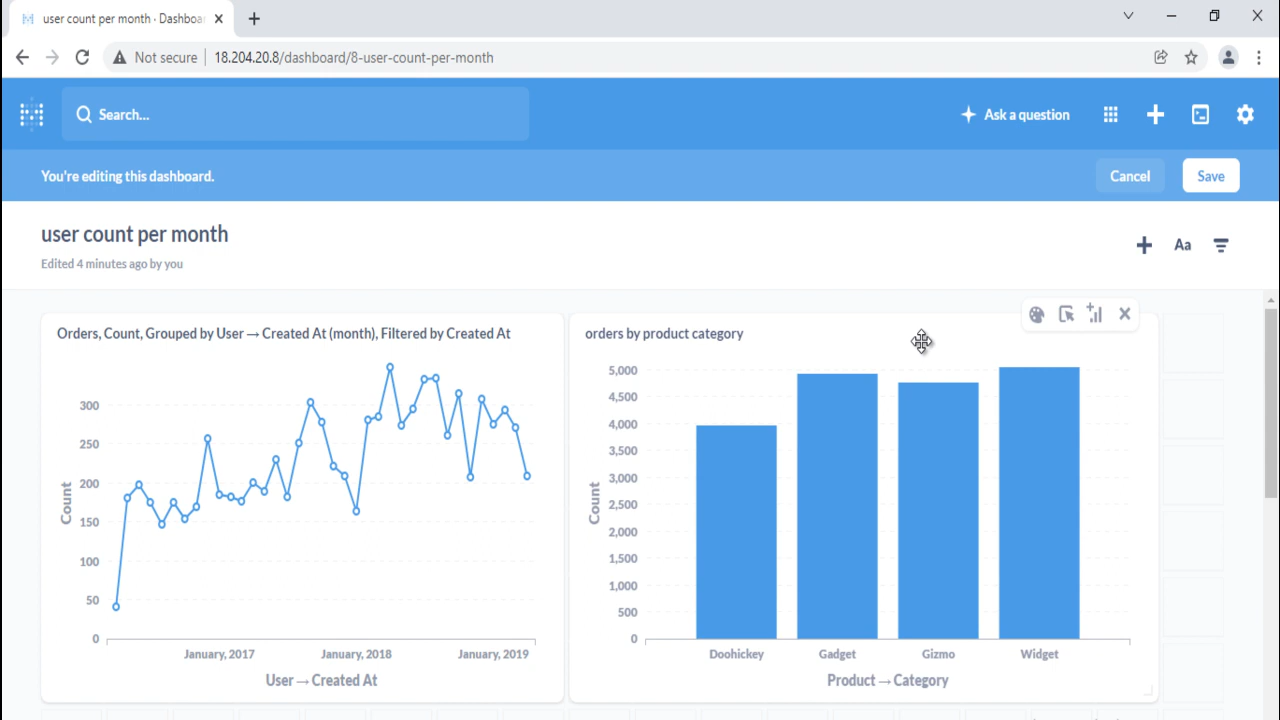 user count per month · Dashboar
Not secure
18.204.20.8/dashboard/8-user-count-per-month
Search...
Ask a question
You're editing this dashboard.
Cancel
Save
user count per month
Edited 4 minutes ago by you
Aa
Orders, Count, Grouped by User → Created At (month), Filtered by Created At
300
250
200
150
100
50
0
Count
January, 2017
January, 2018
January, 2019
User → Created At
orders by product category
5,000
4,500
4,000
3,500
3,000
2,500
2,000
1,500
1,000
500
0
Count
Doohickey
Gadget
Gizmo
Widget
Product → Category